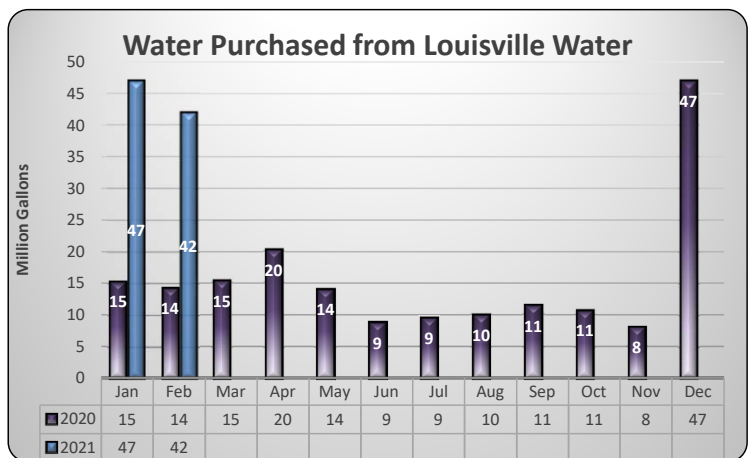 Water Purchased from Louisville Water
Million Gallons
50
45
40
35
30
25
20
15
10
5
0
15 47 14 42 15 20 14 9 9 10 11 11 8 47
Jan Feb Mar Apr May Jun Jul Aug Sep Oct Nov Dec
2020 15 14 15 20 14 9 9 10 11 11 8 47
2021 47 42